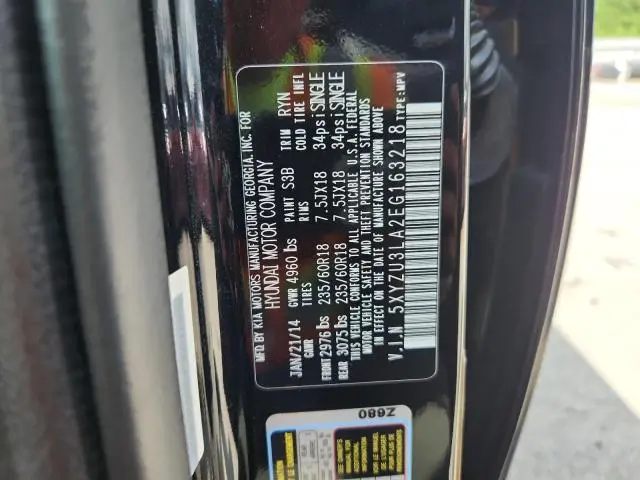 MFD. BY KIA MOTORS MANUFACTURING GEORGIA, INC. FOR
HYUNDAI MOTOR COMPANY
JAN/21/14 GVWR 4960 lbs PAINT S3B TRIM RYN
GAWR TIRES RIMS COLD TIRE INFL
FRONT 2976 lbs 235/60R18 7.5JX18 34psi SINGLE
REAR 3075 lbs 235/60R18 7.5JX18 34psi SINGLE
THIS VEHICLE CONFORMS TO ALL APPLICABLE U.S.A. FEDERAL
MOTOR VEHICLE SAFETY AND THEFT PREVENTION STANDARDS
IN EFFECT ON THE DATE OF MANUFACTURE SHOWN ABOVE
V.I.N 5XYZU3LA2EG163218 TYPE:MPV
Z680